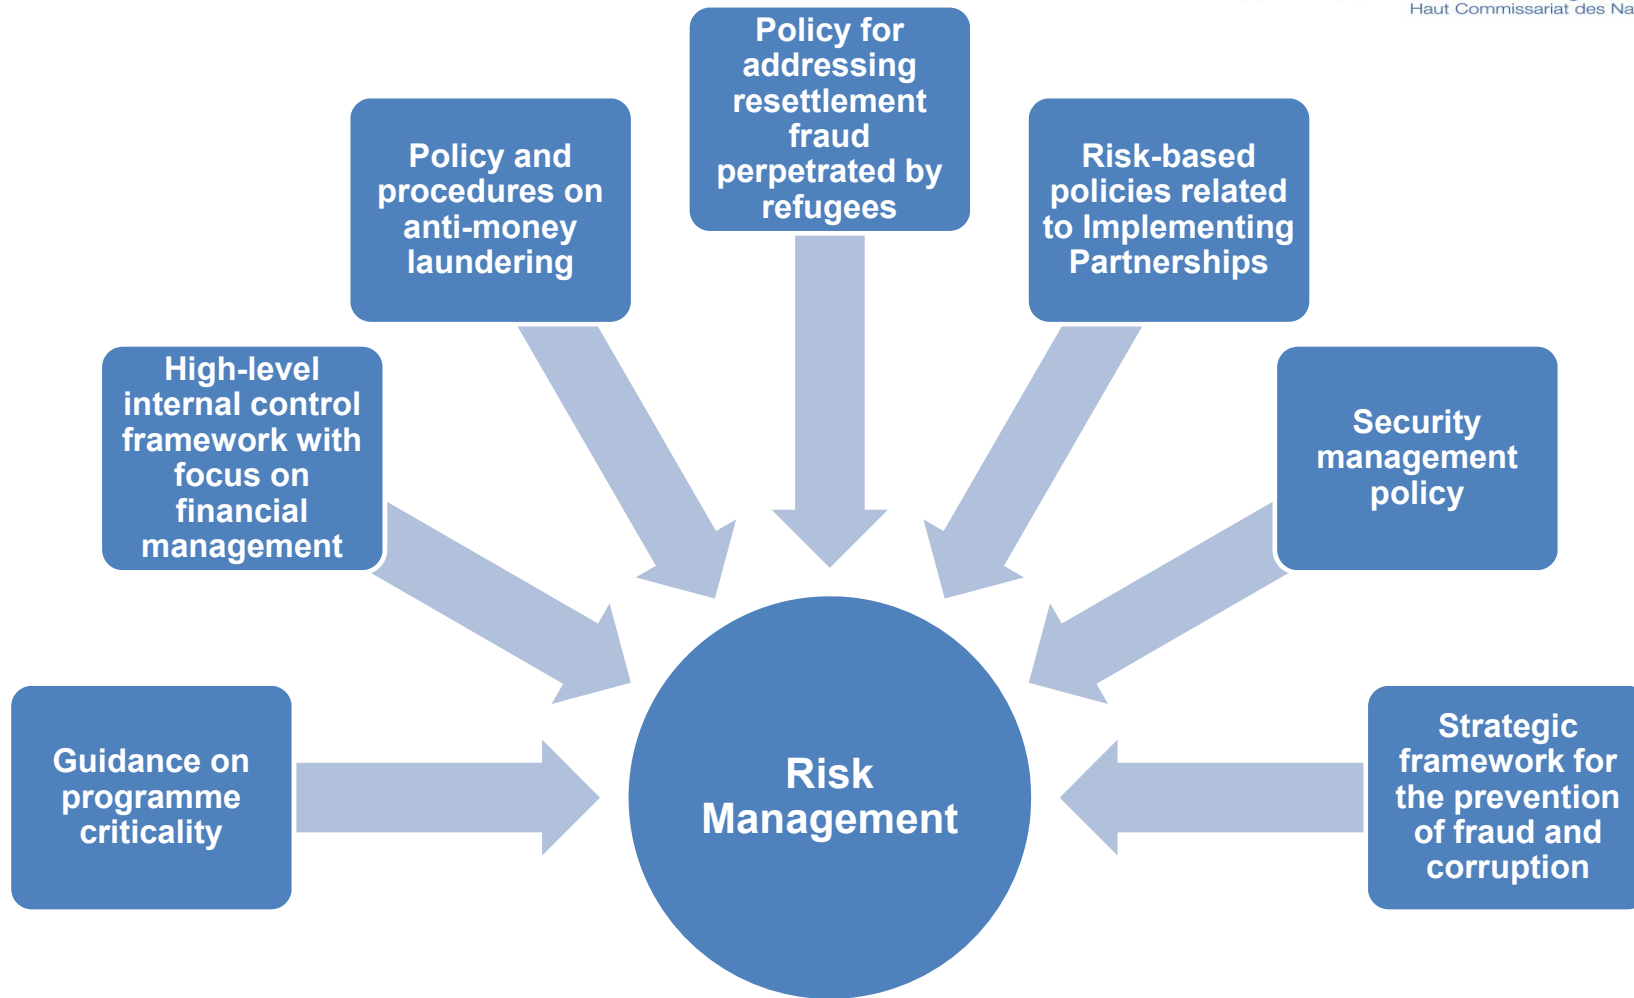 Haut Commissariat des Na
Policy for
addressing
resettlement
fraud
perpetrated by
refugees
Policy and
procedures on
anti-money
laundering
Risk-based
policies related
to Implementing
Partnerships
High-level
internal control
framework with
focus on
financial
management
Security
management
policy
Guidance on
programme
criticality
Risk
Management
Strategic
framework for
the prevention
of fraud and
corruption